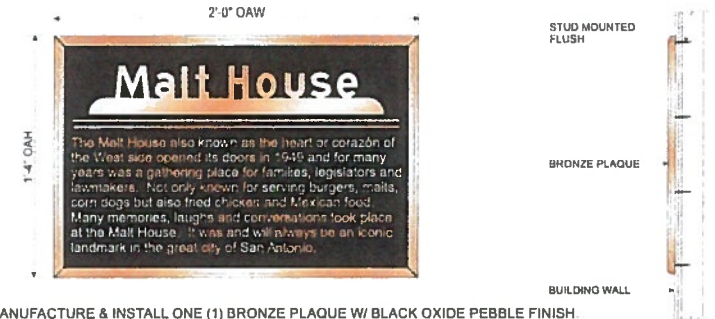 2'-0" OAW
STUD MOUNTED
FLUSH
Malt House
1'-4" OAH
The Malt House also known as the heart or corazón of
the West side opened its doors in 1949 and for many
years was a gathering place for families, legislators and
lawmakers. Not only known for serving burgers, malts,
corn dogs but also fried chicken and Mexican food.
Many memories, laughs and conversations took place
at the Malt House. It was and will always be an iconic
landmark in the great city of San Antonio.
BRONZE PLAQUE
BUILDING WALL
ANUFACTURE & INSTALL ONE (1) BRONZE PLAQUE W/ BLACK OXIDE PEBBLE FINISH.